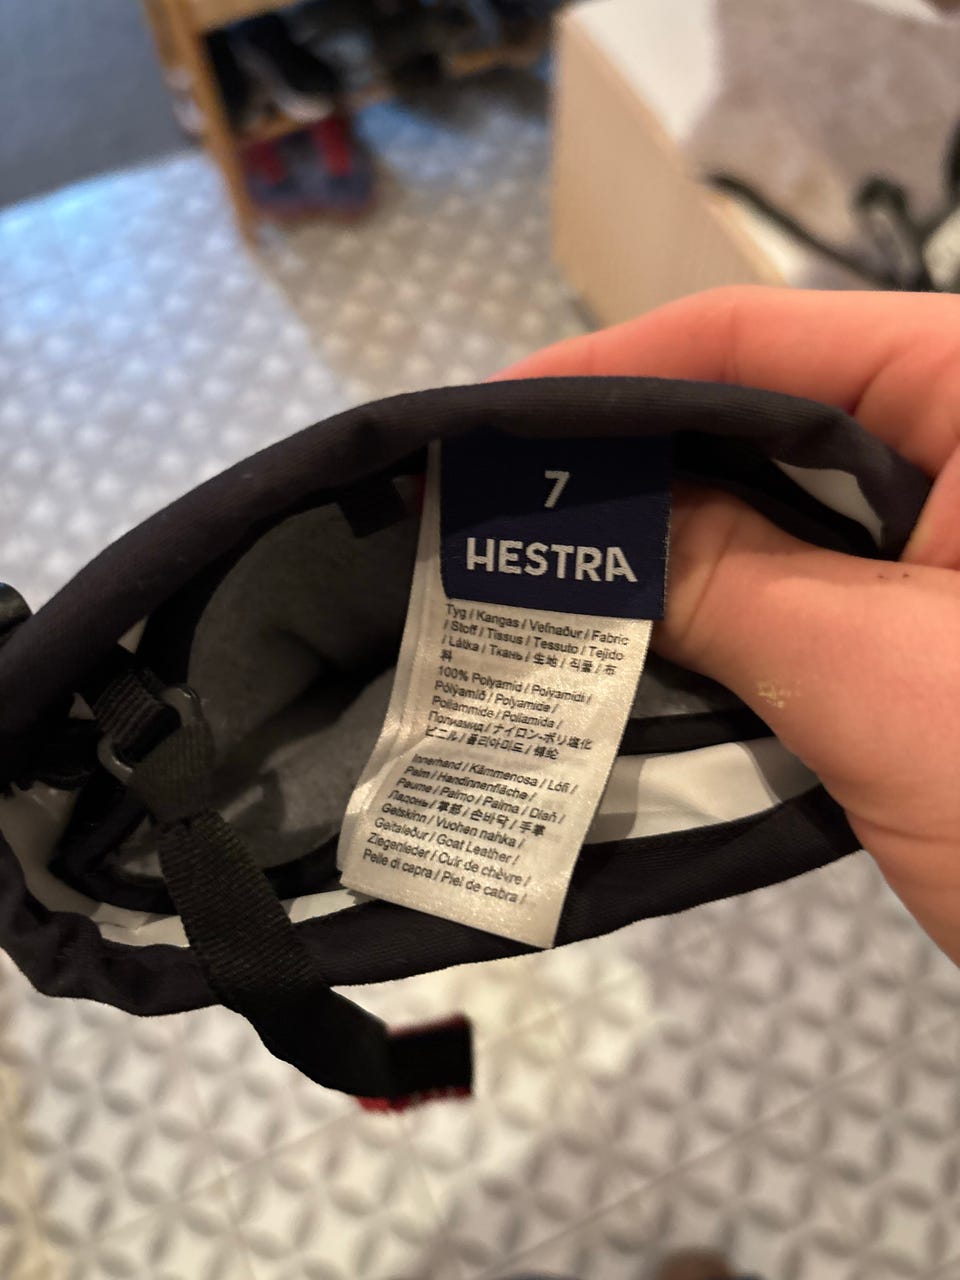 7
HESTRA
Tyg / Kangas / Vefnaður / Fabric
/ Stoff / Tissus / Tessuto / Tejido
/ Látka / Ткань / 生地 / 직물 / 布
料
100% Polyamid / Polyamidi /
Pólýamíð / Polyamide /
Poliammide / Poliamida /
Полиамид / ナイロン-ポリ塩化
ビニル / 폴리아미드 / 锦纶
Innerhand / Kämmenosa / Lófi /
Palm / Handinnenfläche /
Paume / Palmo / Palma / Dlaň /
Ладонь / 掌部 / 손바닥 / 手掌
Getskinn / Vuohen nahka /
Geitaleður / Goat Leather /
Ziegenleder / Cuir de chèvre /
Pelle di capra / Piel de cabra /